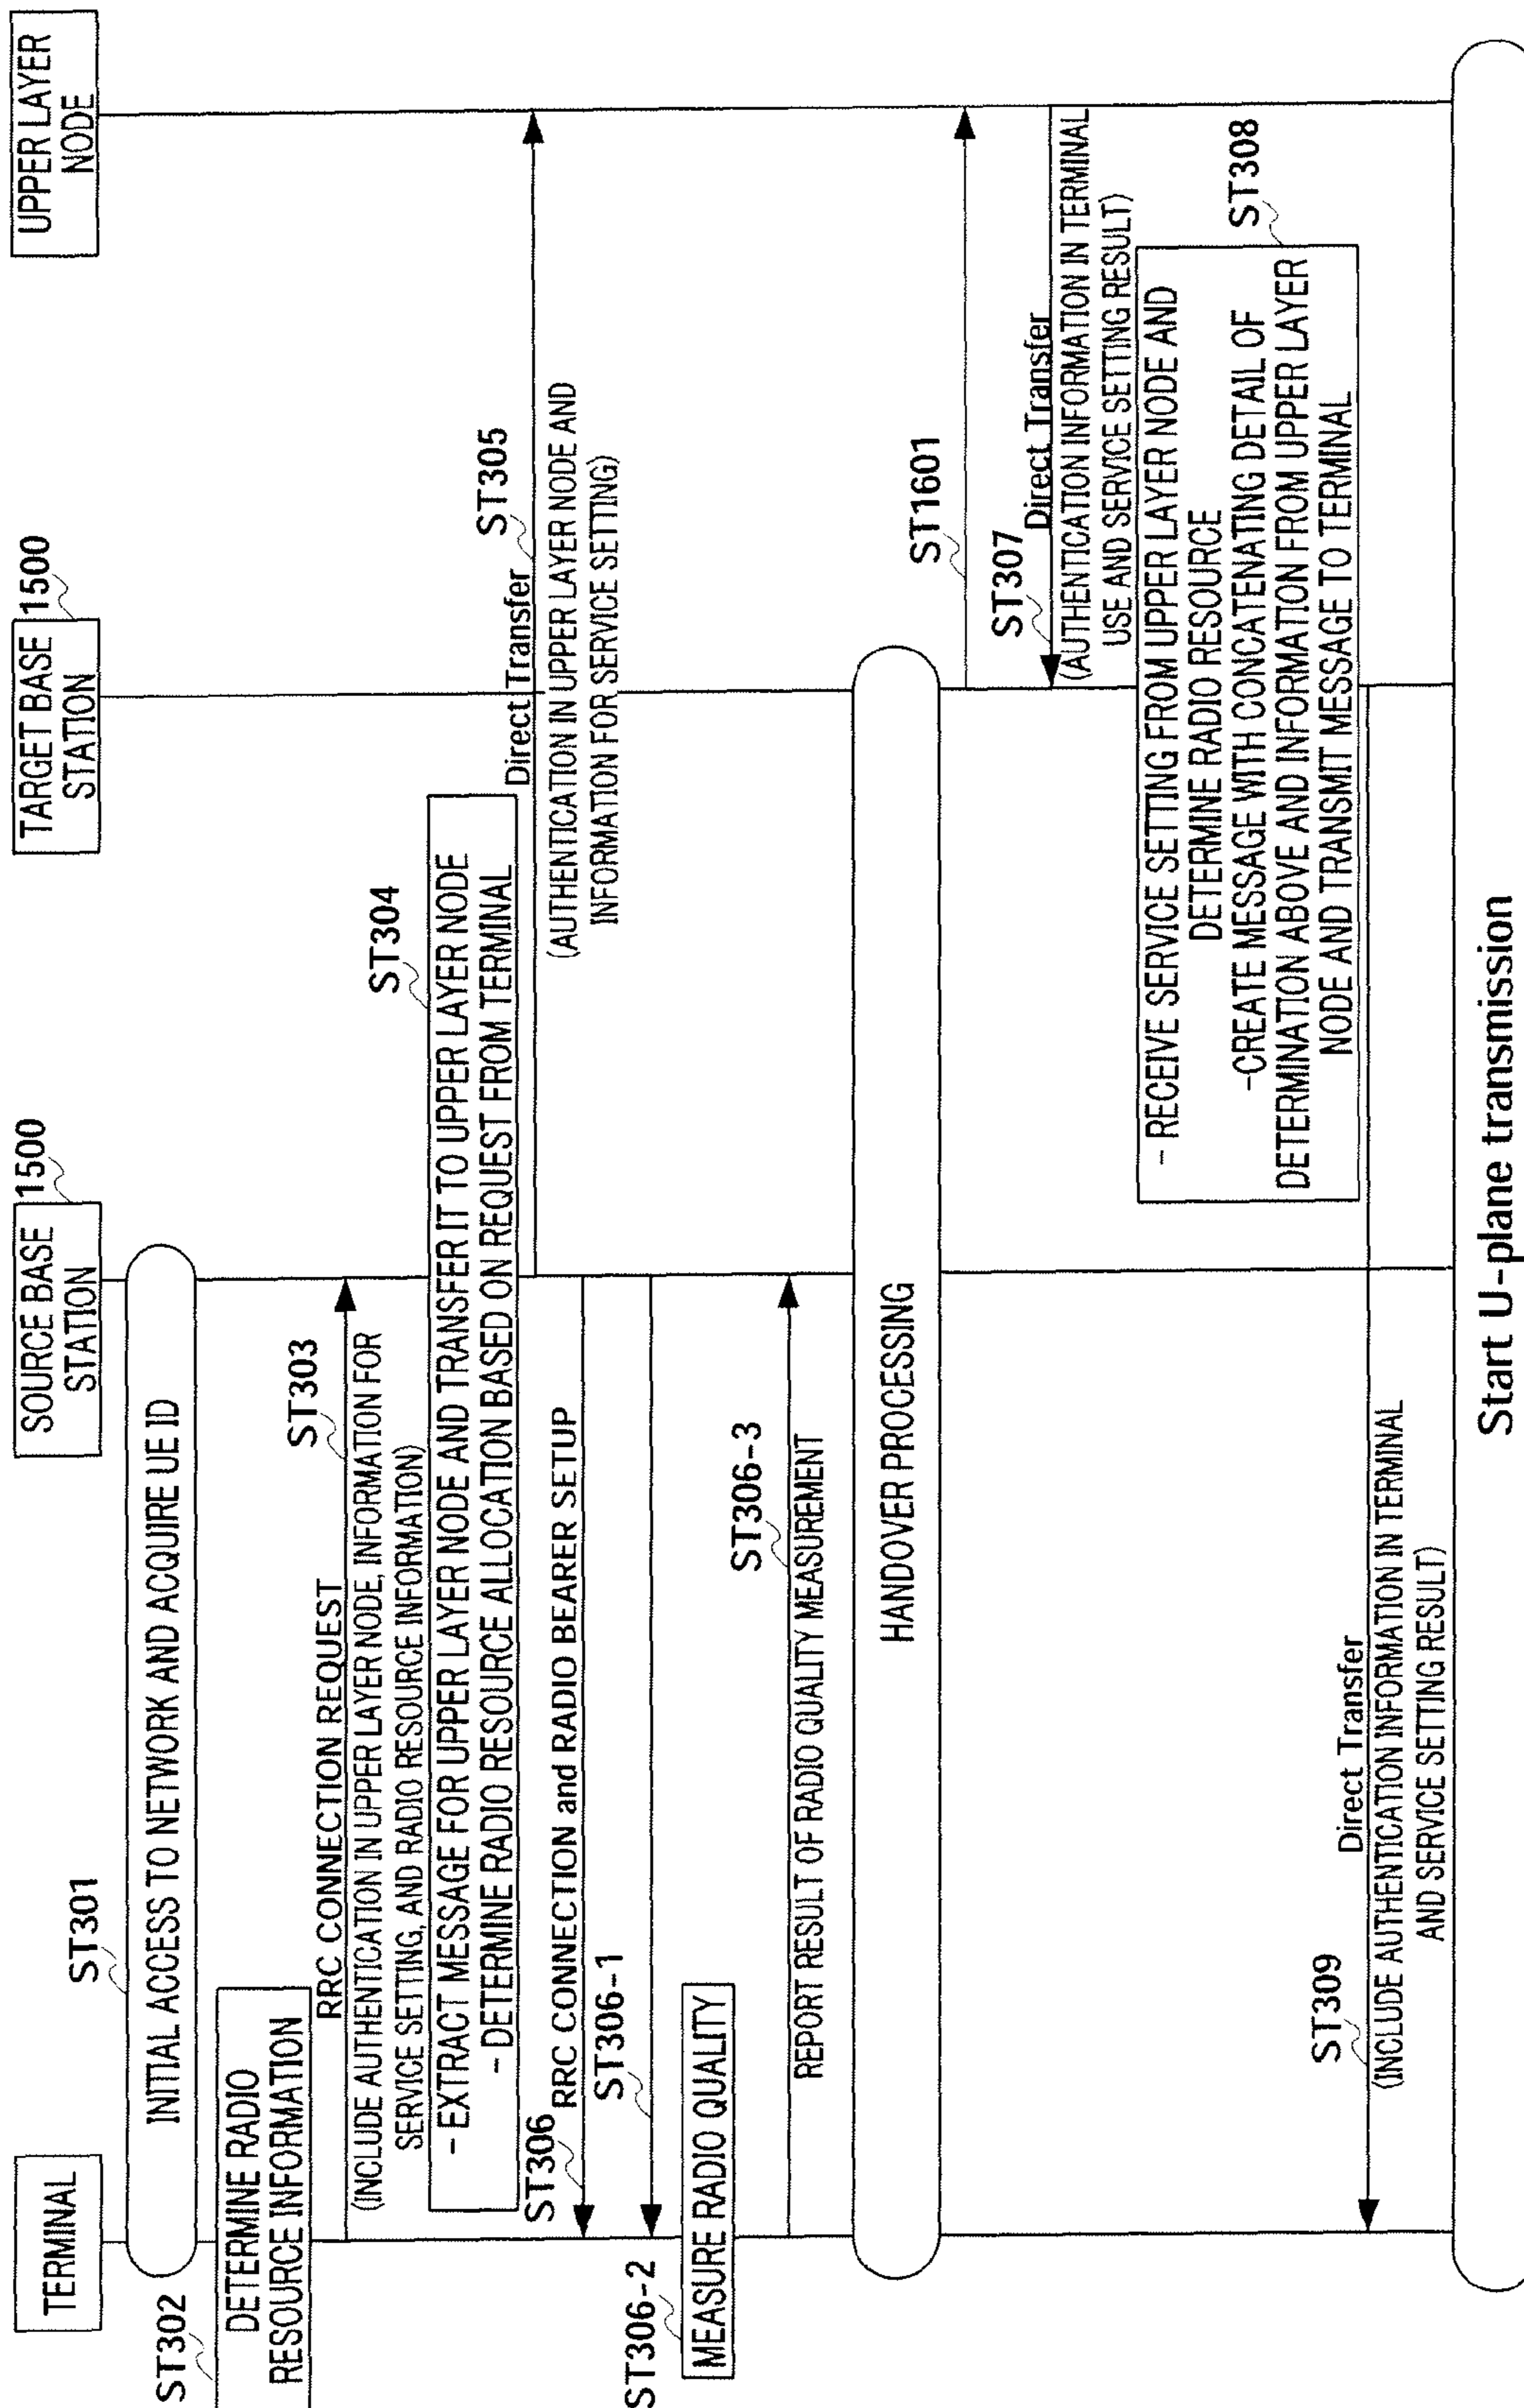 TERMINAL
SOURCE BASE
STATION
1500
TARGET BASE
STATION
1500
UPPER LAYER
NODE
ST301
INITIAL ACCESS TO NETWORK AND ACQUIRE UE ID
ST302
DETERMINE RADIO
RESOURCE INFORMATION
RRC CONNECTION REQUEST
ST303
(INCLUDE AUTHENTICATION IN UPPER LAYER NODE, INFORMATION FOR
SERVICE SETTING, AND RADIO RESOURCE INFORMATION)
ST304
- EXTRACT MESSAGE FOR UPPER LAYER NODE AND TRANSFER IT TO UPPER LAYER NODE
- DETERMINE RADIO RESOURCE ALLOCATION BASED ON REQUEST FROM TERMINAL
Direct Transfer
ST305
(AUTHENTICATION IN UPPER LAYER NODE AND
INFORMATION FOR SERVICE SETTING)
ST306
RRC CONNECTION and RADIO BEARER SETUP
ST306-1
ST306-2
MEASURE RADIO QUALITY
ST306-3
REPORT RESULT OF RADIO QUALITY MEASUREMENT
HANDOVER PROCESSING
ST1601
ST307
Direct Transfer
(AUTHENTICATION INFORMATION IN TERMINAL
USE AND SERVICE SETTING RESULT)
ST308
- RECEIVE SERVICE SETTING FROM UPPER LAYER NODE AND
DETERMINE RADIO RESOURCE
-CREATE MESSAGE WITH CONCATENATING DETAIL OF
DETERMINATION ABOVE AND INFORMATION FROM UPPER LAYER
NODE AND TRANSMIT MESSAGE TO TERMINAL
ST309
Direct Transfer
(INCLUDE AUTHENTICATION INFORMATION IN TERMINAL
AND SERVICE SETTING RESULT)
Start U-plane transmission